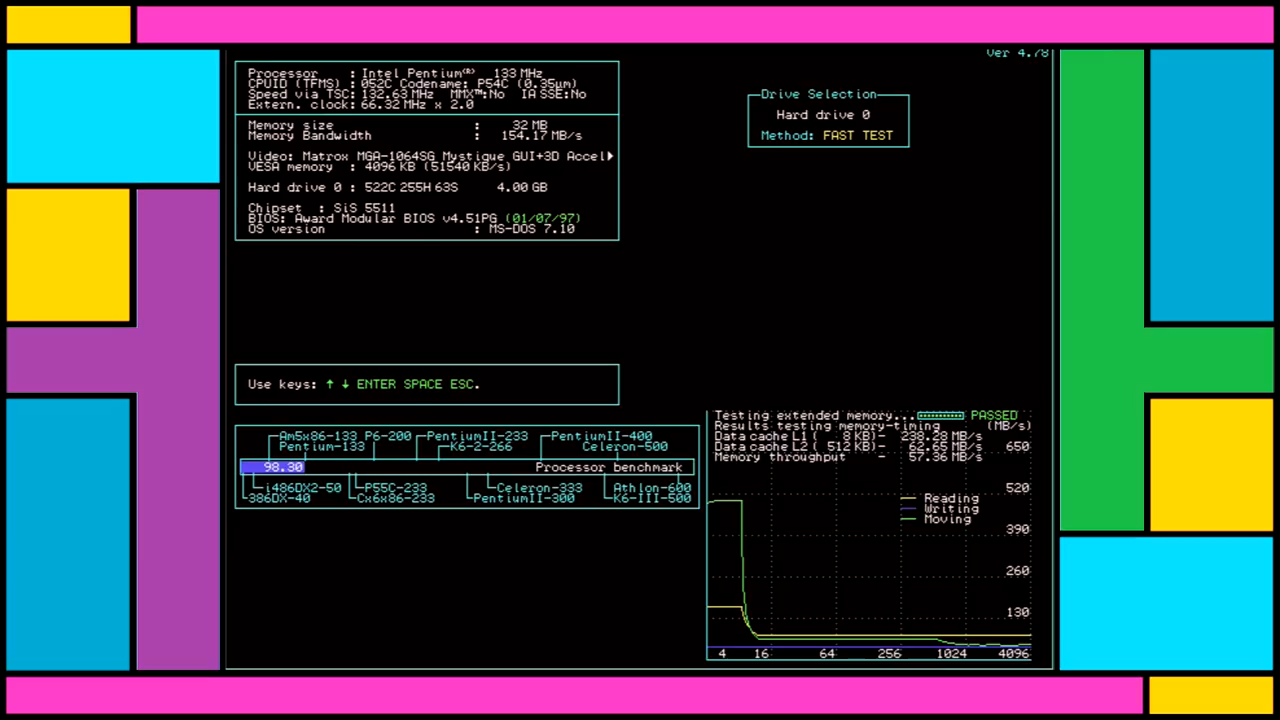 Ver 4.78
Processor : Intel Pentium(R) 133 MHz
CPUID (TFMS) : 052C Codename: P54C (0.35µm)
Speed via TSC: 132.63 MHz MMX™:No IA SSE:No
Extern. clock: 66.32 MHz x 2.0
Memory size : 32 MB
Memory Bandwidth : 154.17 MB/s
Video: Matrox MGA-1064SG Mystique GUI+3D Accel
VESA memory : 4096 KB (51540 KB/s)
Hard drive 0 : 522C 255H 63S 4.00 GB
Chipset : SiS 5511
BIOS: Award Modular BIOS v4.51PG (01/07/97)
OS version : MS-DOS 7.10
Drive Selection
Hard drive 0
Method: FAST TEST
Use keys: ↑ ↓ ENTER SPACE ESC.
Am5x86-133 P6-200 PentiumII-233 PentiumII-400
Pentium-133 K6-2-266 Celeron-500
98.30 Processor benchmark
i486DX2-50 P55C-233 Celeron-333 Athlon-600
386DX-40 Cx6x86-233 PentiumII-300 K6-III-500
Testing extended memory... PASSED
Results testing memory-timing (MB/s)
Data cache L1 ( 8 KB)- 238.28 MB/s
Data cache L2 ( 512 KB)- 62.65 MB/s 650
Memory throughput - 57.36 MB/s
520
Reading
Writing
Moving
390
260
130
4 16 64 256 1024 4096